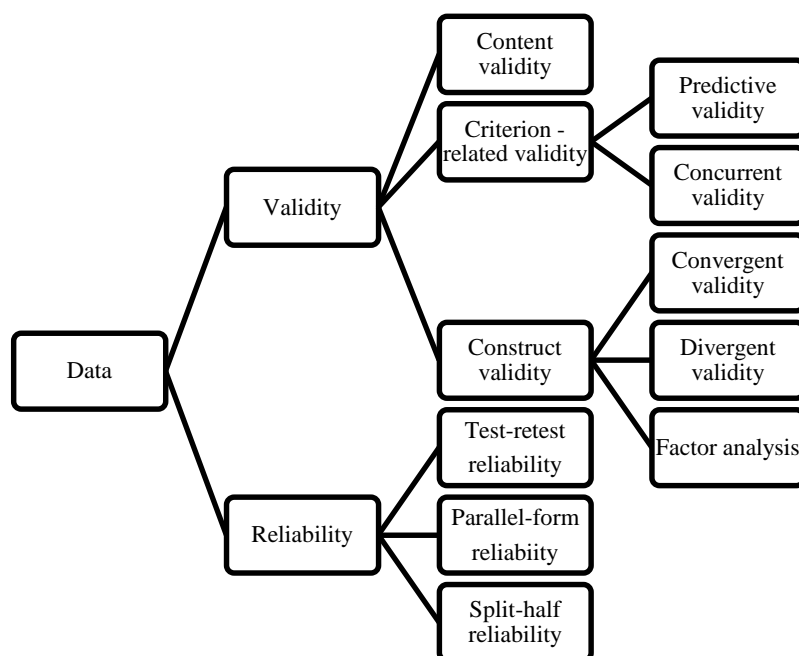 Content
validity
Predictive
validity
Criterion -
related validity
Concurrent
validity
Validity
Convergent
validity
Construct
validity
Divergent
validity
Data
Factor analysis
Test-retest
reliability
Reliability
Parallel-form
reliabiity
Split-half
reliability